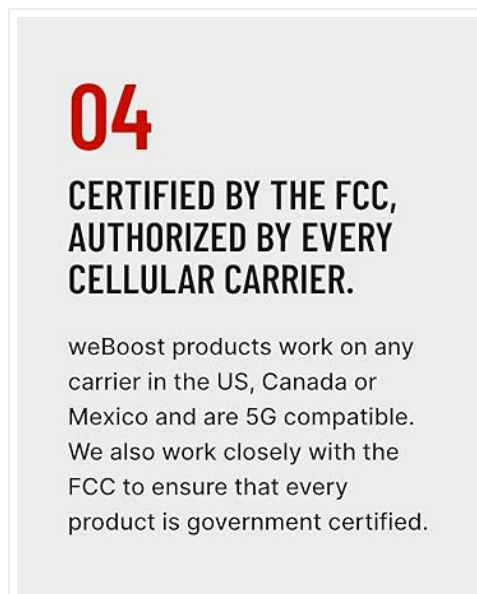 04
CERTIFIED BY THE FCC,
AUTHORIZED BY EVERY
CELLULAR CARRIER.
weBoost products work on any
carrier in the US, Canada or
Mexico and are 5G compatible.
We also work closely with the
FCC to ensure that every
product is government certified.